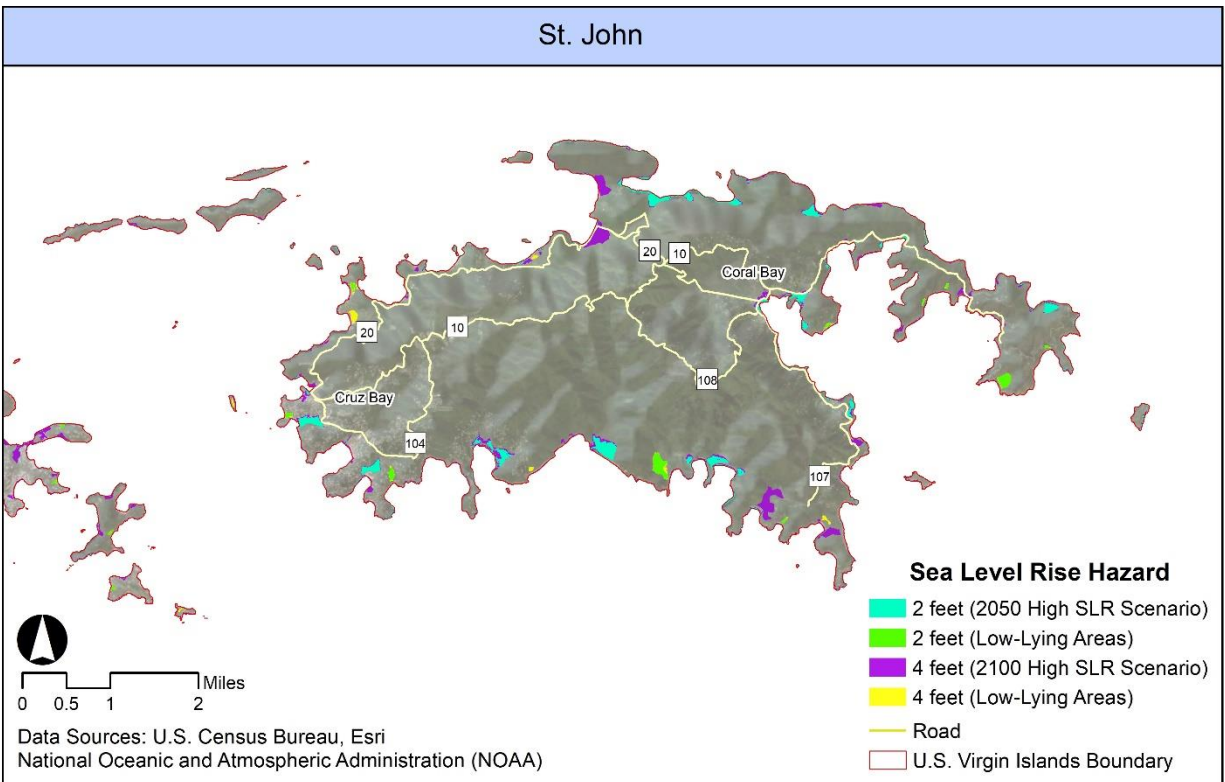 St. John
20
10
Coral Bay
20
10
108
Cruz Bay
104
107
Sea Level Rise Hazard
2 feet (2050 High SLR Scenario)
2 feet (Low-Lying Areas)
4 feet (2100 High SLR Scenario)
4 feet (Low-Lying Areas)
Road
U.S. Virgin Islands Boundary
Miles
0 0.5 1 2
Data Sources: U.S. Census Bureau, Esri
National Oceanic and Atmospheric Administration (NOAA)